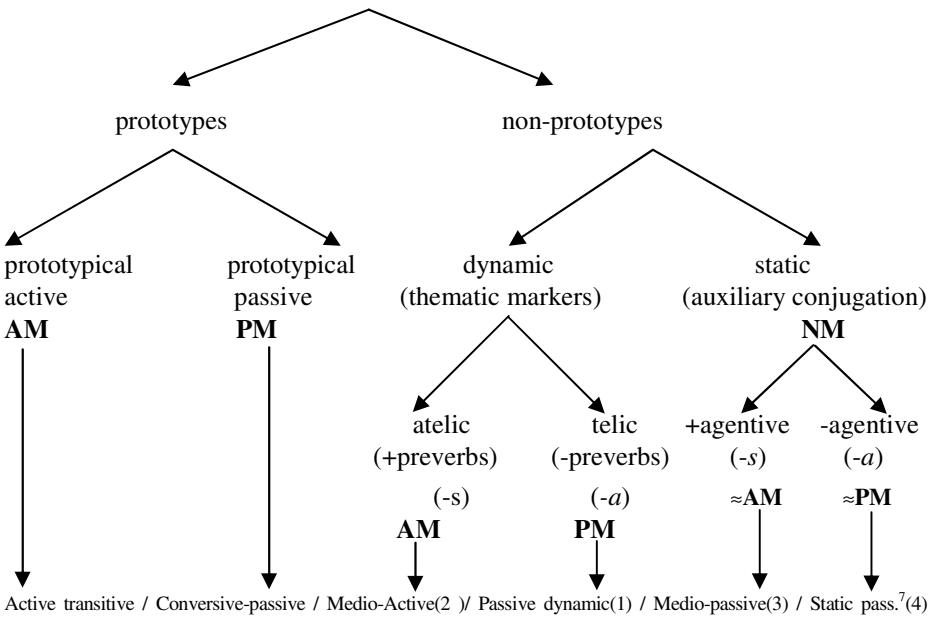 prototypes non-prototypes
prototypical prototypical dynamic static
active passive (thematic markers) (auxiliary conjugation)
AM PM NM
atelic telic +agentive -agentive
(+preverbs) (-preverbs) (-s) (-a)
(-s) (-a) ≈AM ≈PM
AM PM
Active transitive / Conversive-passive / Medio-Active(2 )/ Passive dynamic(1) / Medio-passive(3) / Static pass.7(4)